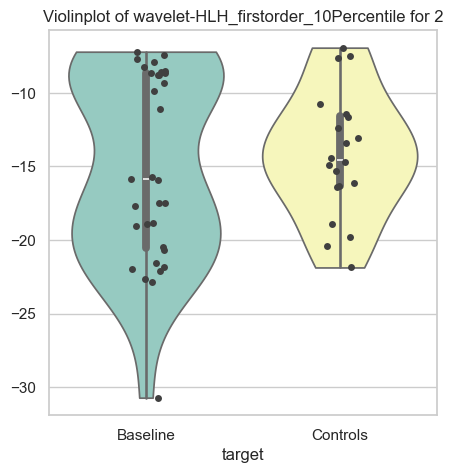 Violinplot of wavelet-HLH_firstorder_10Percentile for 2
−10
−15
−20
−25
−30
Baseline Controls
target